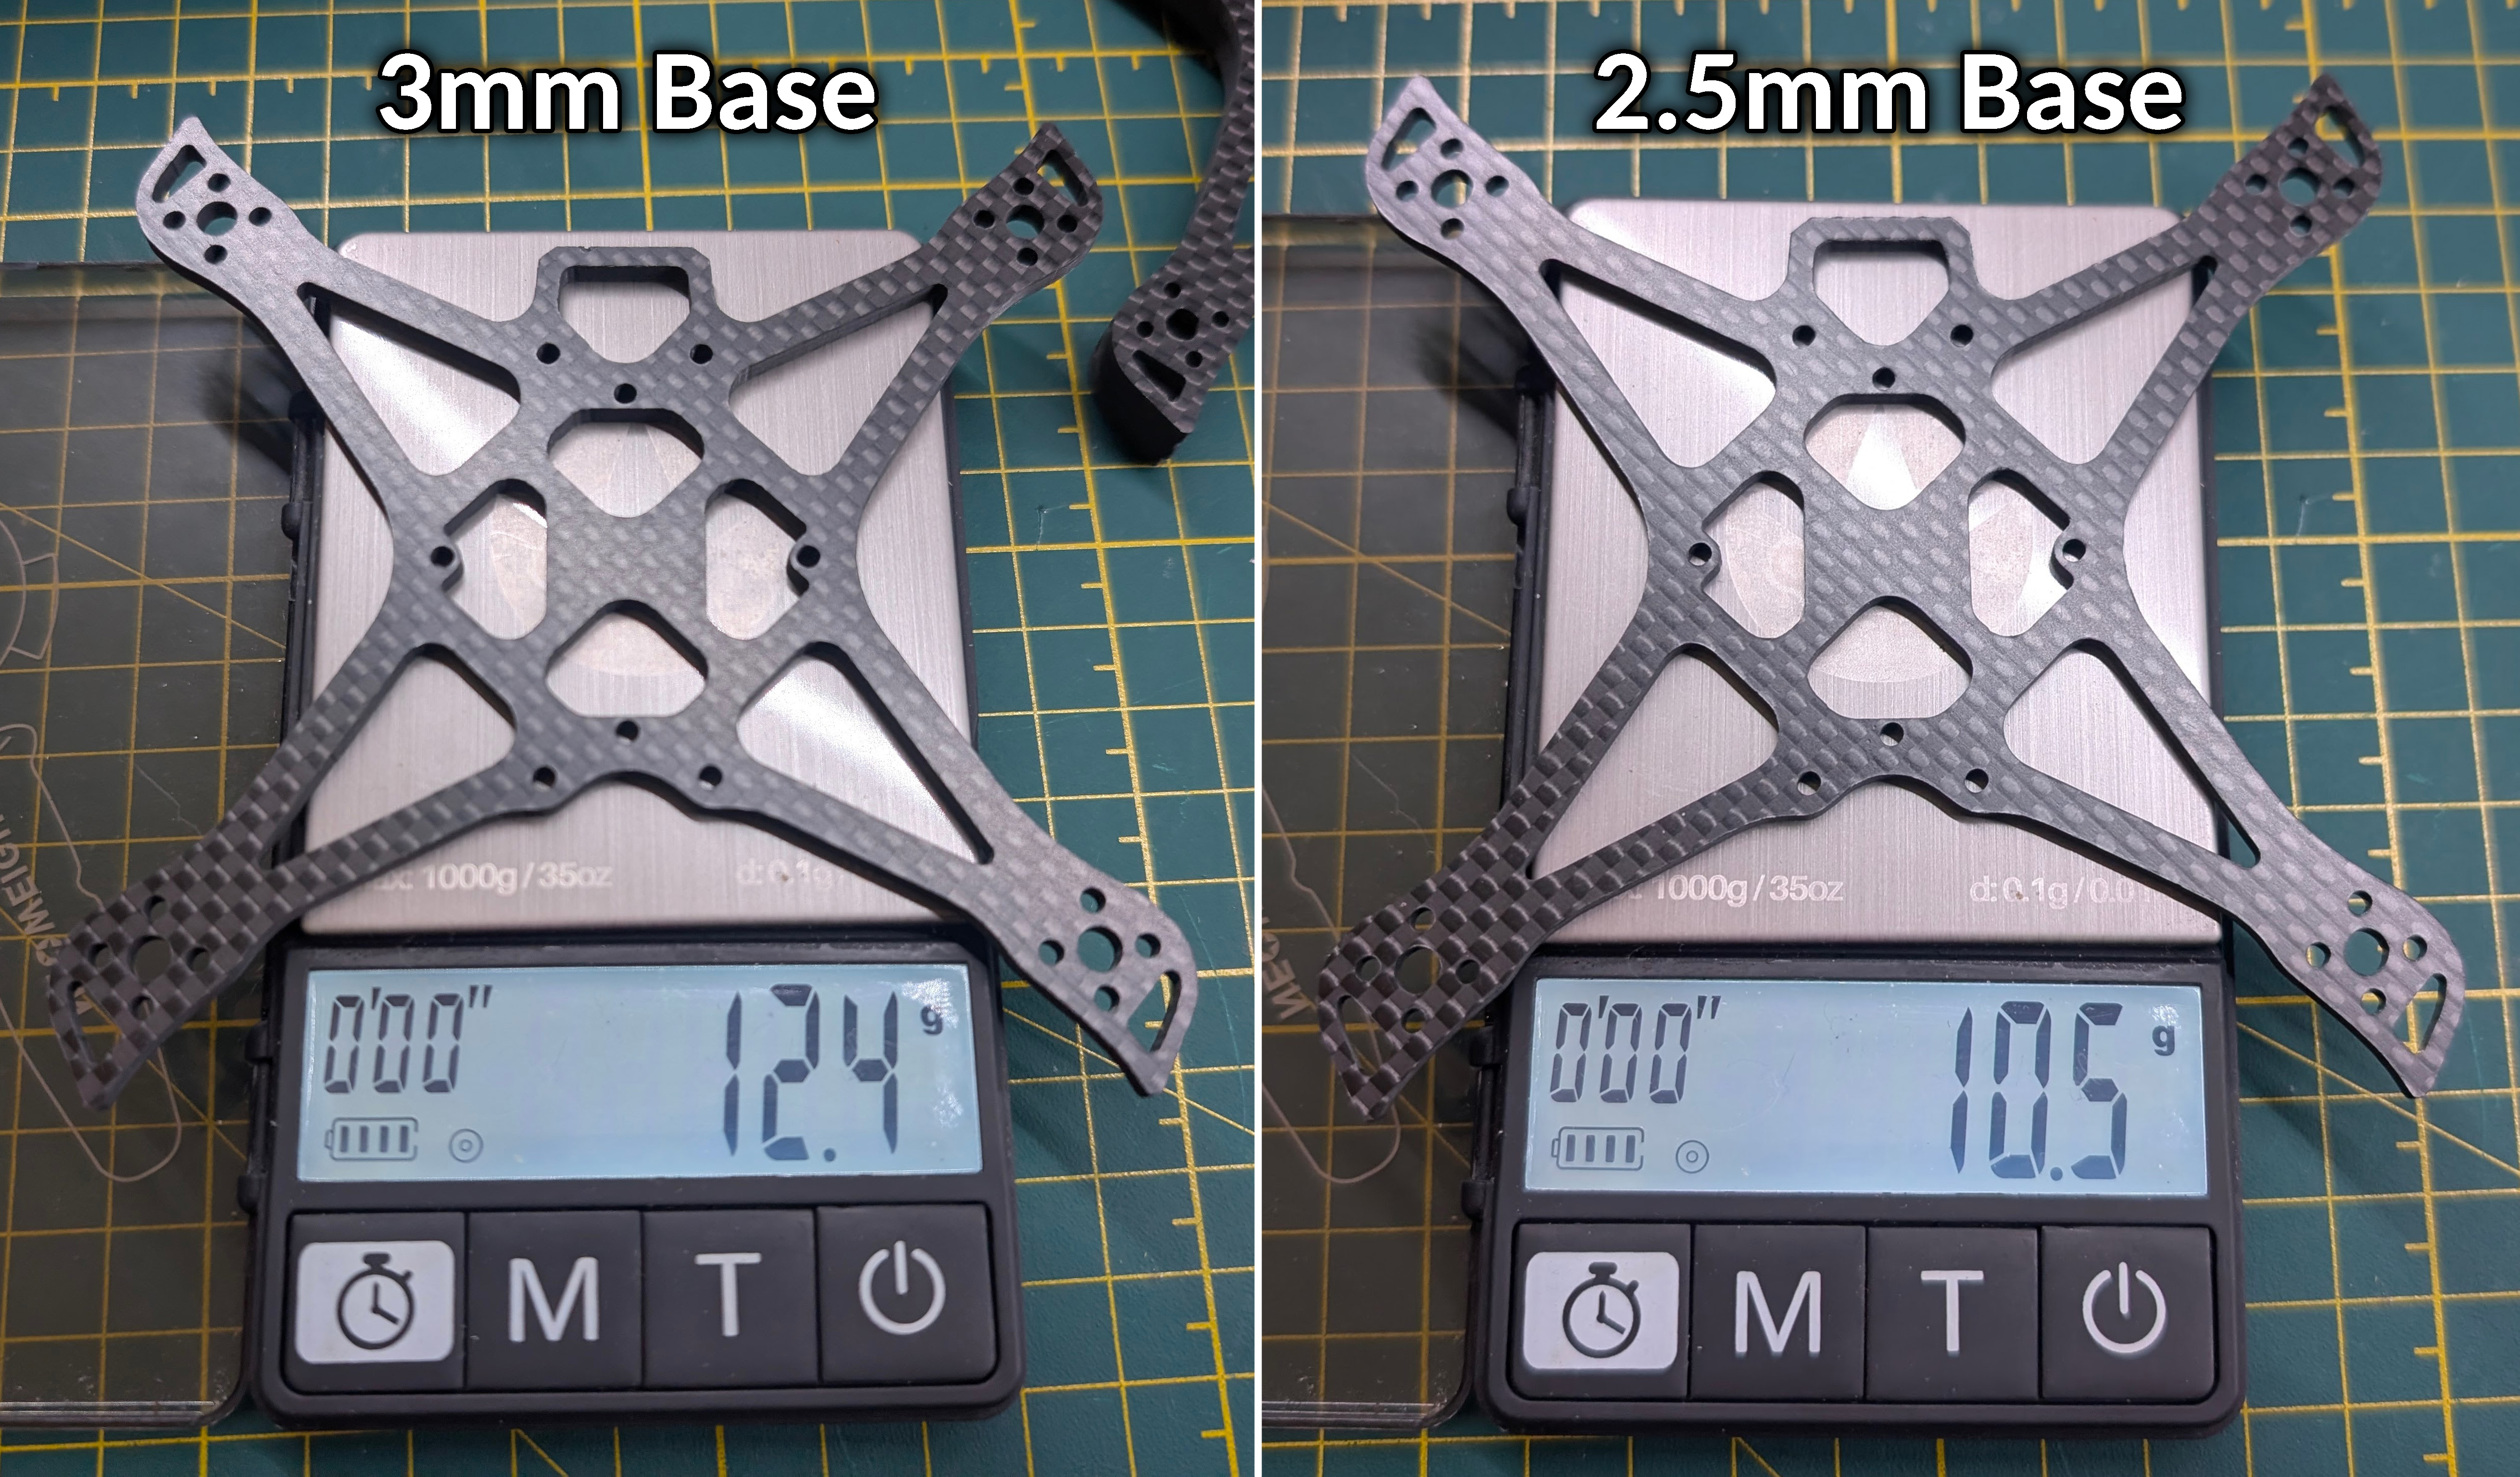 3mm Base
1000g/35oz
0'00" 12.4 g
M T
2.5mm Base
1000g/35oz d:0.1g/0.0
0'00" 10.5 g
M T